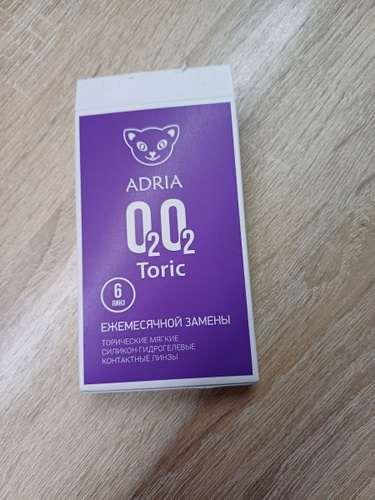 ADRIA
O2O2
Toric
6
ЛИНЗ
ЕЖЕМЕСЯЧНОЙ ЗАМЕНЫ
ТОРИЧЕСКИЕ МЯГКИЕ
СИЛИКОН-ГИДРОГЕЛЕВЫЕ
КОНТАКТНЫЕ ЛИНЗЫ